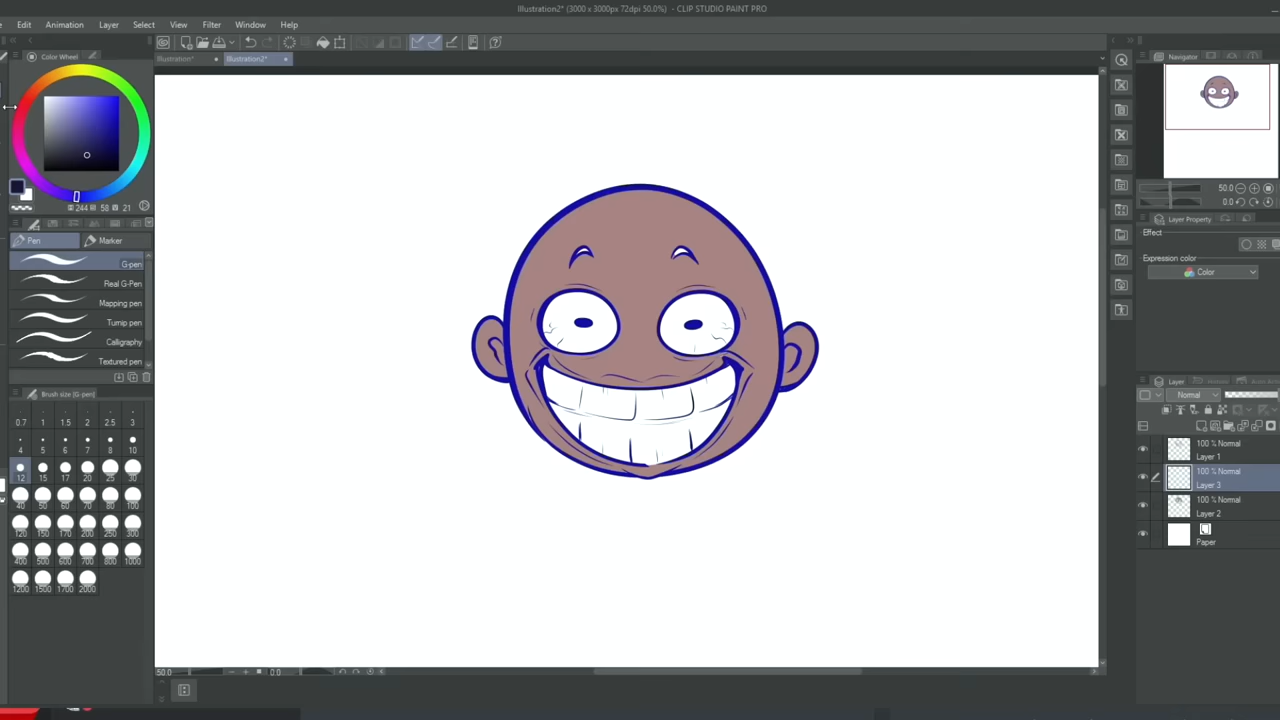 Illustration2* (3000 x 3000px 72dpi 50.0%) - CLIP STUDIO PAINT PRO
Edit Animation Layer Select View Filter Window Help
Color Wheel
Illustration* Illustration2*
Navigator
244 58 21
50.0
0.0
Pen Marker
G-pen
Real G-Pen
Mapping pen
Turnip pen
Calligraphy
Textured pen
Layer Property
Effect
Expression color
Color
Brush size [G-pen]
0.7 1 1.5 2 2.5 3
4 5 6 7 8 10
12 15 17 20 25 30
40 50 60 70 80 100
120 150 170 200 250 300
400 500 600 700 800 1000
1200 1500 1700 2000
Layer
Normal
100 % Normal
Layer 1
100 % Normal
Layer 3
100 % Normal
Layer 2
Paper
50.0 0.0